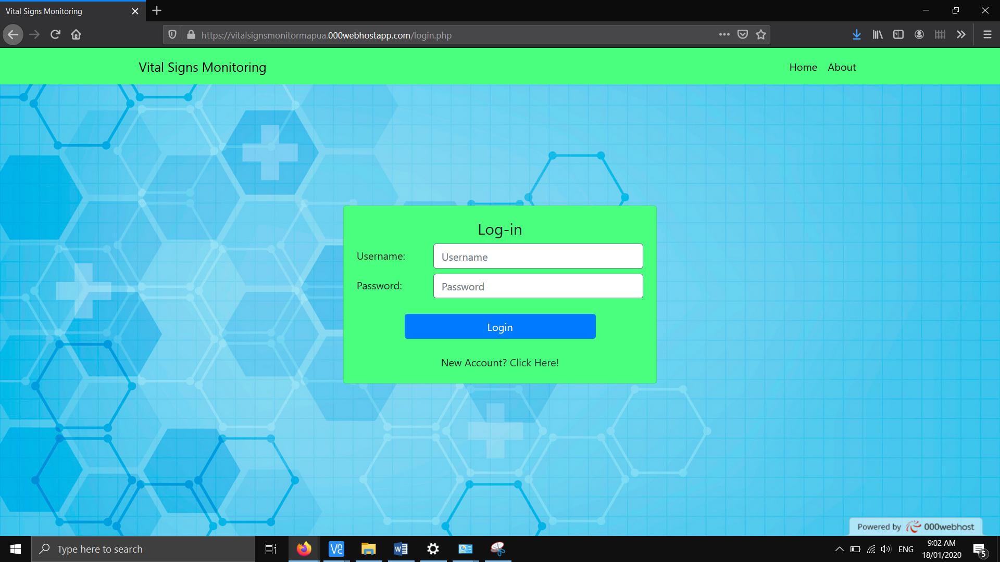 Vital Signs Monitoring
https://vitalsignsmonitormapua.000webhostapp.com/login.php
Vital Signs Monitoring
Home
About
Log-in
Username:
Username
Password:
Password
Login
New Account? Click Here!
Powered by 000webhost
Type here to search
ENG
9:02 AM
18/01/2020
5